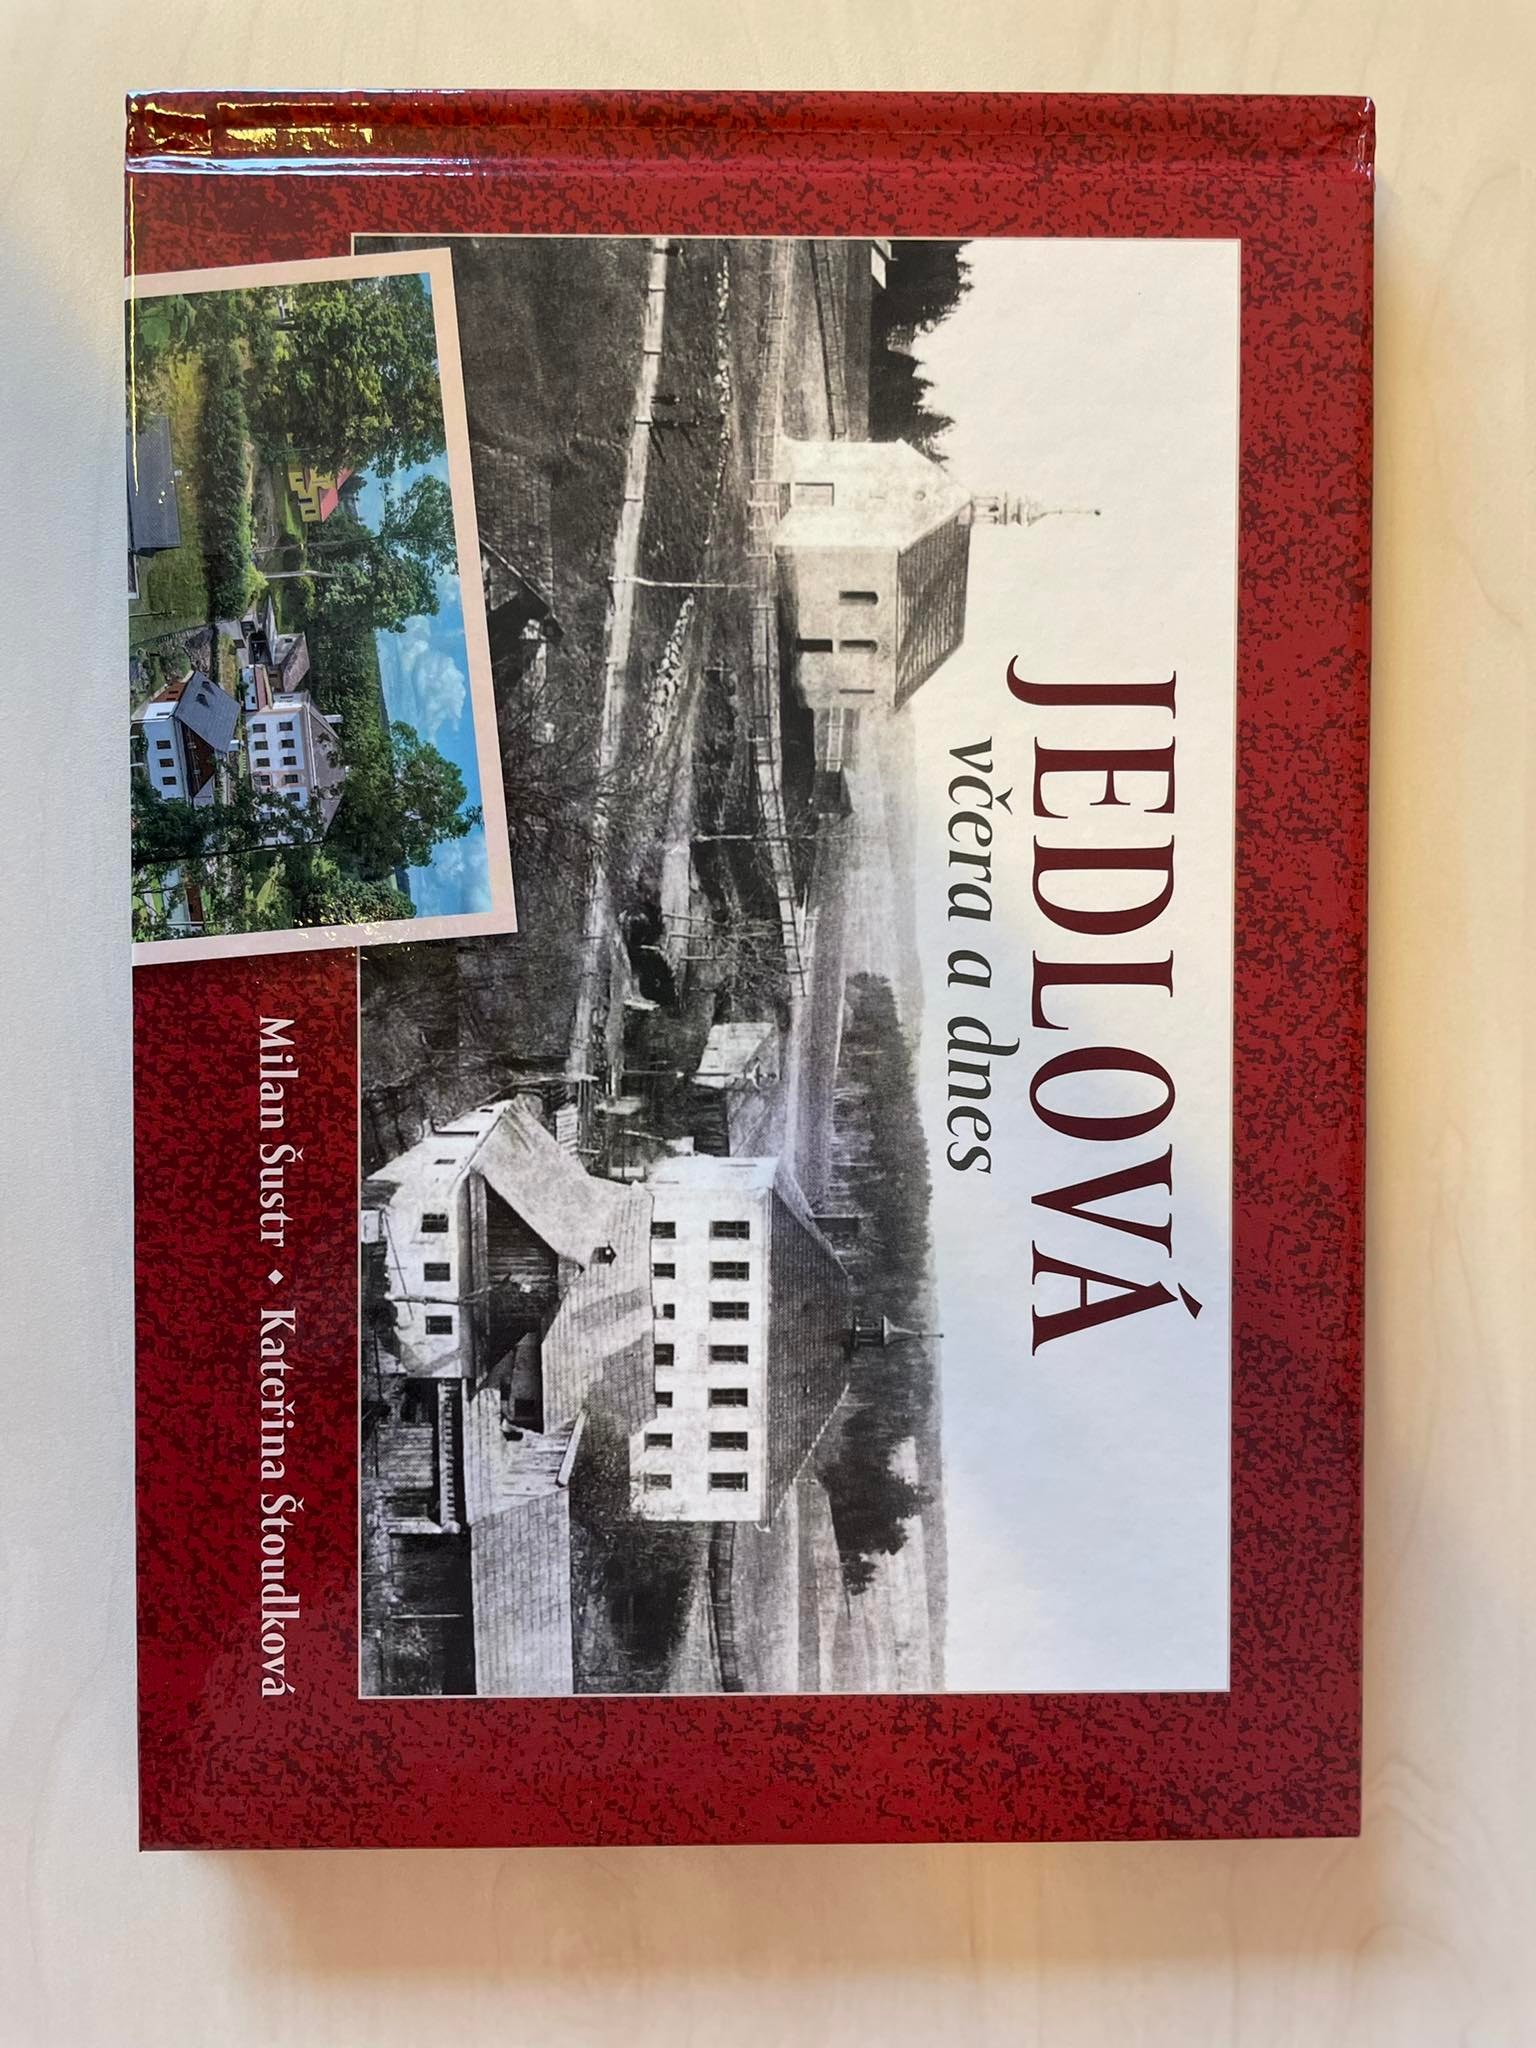 JEDLOVÁ
včera a dnes
Milan Šustr • Kateřina Štoudková